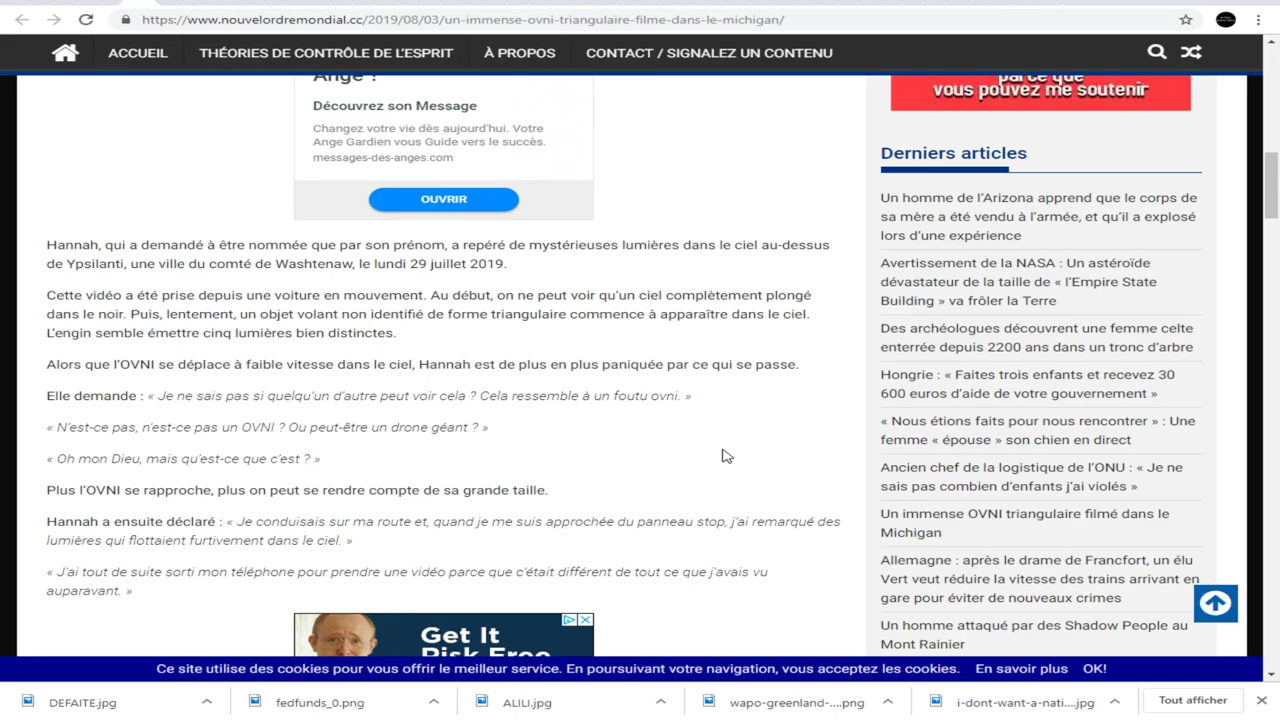 https://www.nouvelordremondial.cc/2019/08/03/un-immense-ovni-triangulaire-filme-dans-le-michigan/
ACCUEIL THÉORIES DE CONTRÔLE DE L'ESPRIT À PROPOS CONTACT / SIGNALEZ UN CONTENU
Ange ?
Découvrez son Message
Changez votre vie dès aujourd'hui. Votre
Ange Gardien vous Guide vers le succès.
messages-des-anges.com
OUVRIR
Hannah, qui a demandé à être nommée que par son prénom, a repéré de mystérieuses lumières dans le ciel au-dessus
de Ypsilanti, une ville du comté de Washtenaw, le lundi 29 juillet 2019.
Cette vidéo a été prise depuis une voiture en mouvement. Au début, on ne peut voir qu'un ciel complètement plongé
dans le noir. Puis, lentement, un objet volant non identifié de forme triangulaire commence à apparaître dans le ciel.
L'engin semble émettre cinq lumières bien distinctes.
Alors que l'OVNI se déplace à faible vitesse dans le ciel, Hannah est de plus en plus paniquée par ce qui se passe.
Elle demande : « Je ne sais pas si quelqu'un d'autre peut voir cela ? Cela ressemble à un foutu ovni. »
« N'est-ce pas, n'est-ce pas un OVNI ? Ou peut-être un drone géant ? »
« Oh mon Dieu, mais qu'est-ce que c'est ? »
Plus l'OVNI se rapproche, plus on peut se rendre compte de sa grande taille.
Hannah a ensuite déclaré : « Je conduisais sur ma route et, quand je me suis approchée du panneau stop, j'ai remarqué des
lumières qui flottaient furtivement dans le ciel. »
« J'ai tout de suite sorti mon téléphone pour prendre une vidéo parce que c'était différent de tout ce que j'avais vu
auparavant. »
Get It
Risk Free
parce que
vous pouvez me soutenir
Derniers articles
Un homme de l'Arizona apprend que le corps de
sa mère a été vendu à l'armée, et qu'il a explosé
lors d'une expérience
Avertissement de la NASA : Un astéroïde
dévastateur de la taille de « l'Empire State
Building » va frôler la Terre
Des archéologues découvrent une femme celte
enterrée depuis 2200 ans dans un tronc d'arbre
Hongrie : « Faites trois enfants et recevez 30
600 euros d'aide de votre gouvernement »
« Nous étions faits pour nous rencontrer » : Une
femme « épouse » son chien en direct
Ancien chef de la logistique de l'ONU : « Je ne
sais pas combien d'enfants j'ai violés »
Un immense OVNI triangulaire filmé dans le
Michigan
Allemagne : après le drame de Francfort, un élu
Vert veut réduire la vitesse des trains arrivant en
gare pour éviter de nouveaux crimes
Un homme attaqué par des Shadow People au
Mont Rainier
Ce site utilise des cookies pour vous offrir le meilleur service. En poursuivant votre navigation, vous acceptez les cookies. En savoir plus OK!
DEFAITE.jpg fedfunds_0.png ALILI.jpg wapo-greenland-....png i-dont-want-a-nati....jpg Tout afficher